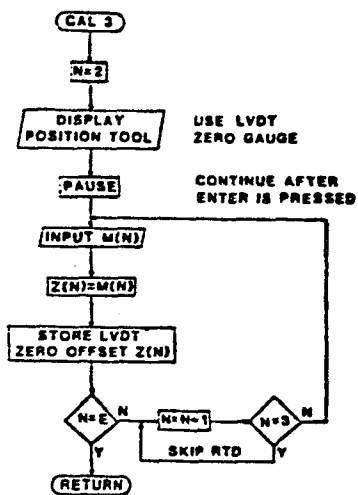 CAL 3
N=2
DISPLAY
POSITION TOOL
USE LVDT
ZERO GAUGE
PAUSE
CONTINUE AFTER
ENTER IS PRESSED
INPUT M(N)
Z(N)=M(N)
STORE LVDT
ZERO OFFSET Z(N)
N=E
N
N=N+1
N=3
N
SKIP RTD
Y
Y
RETURN